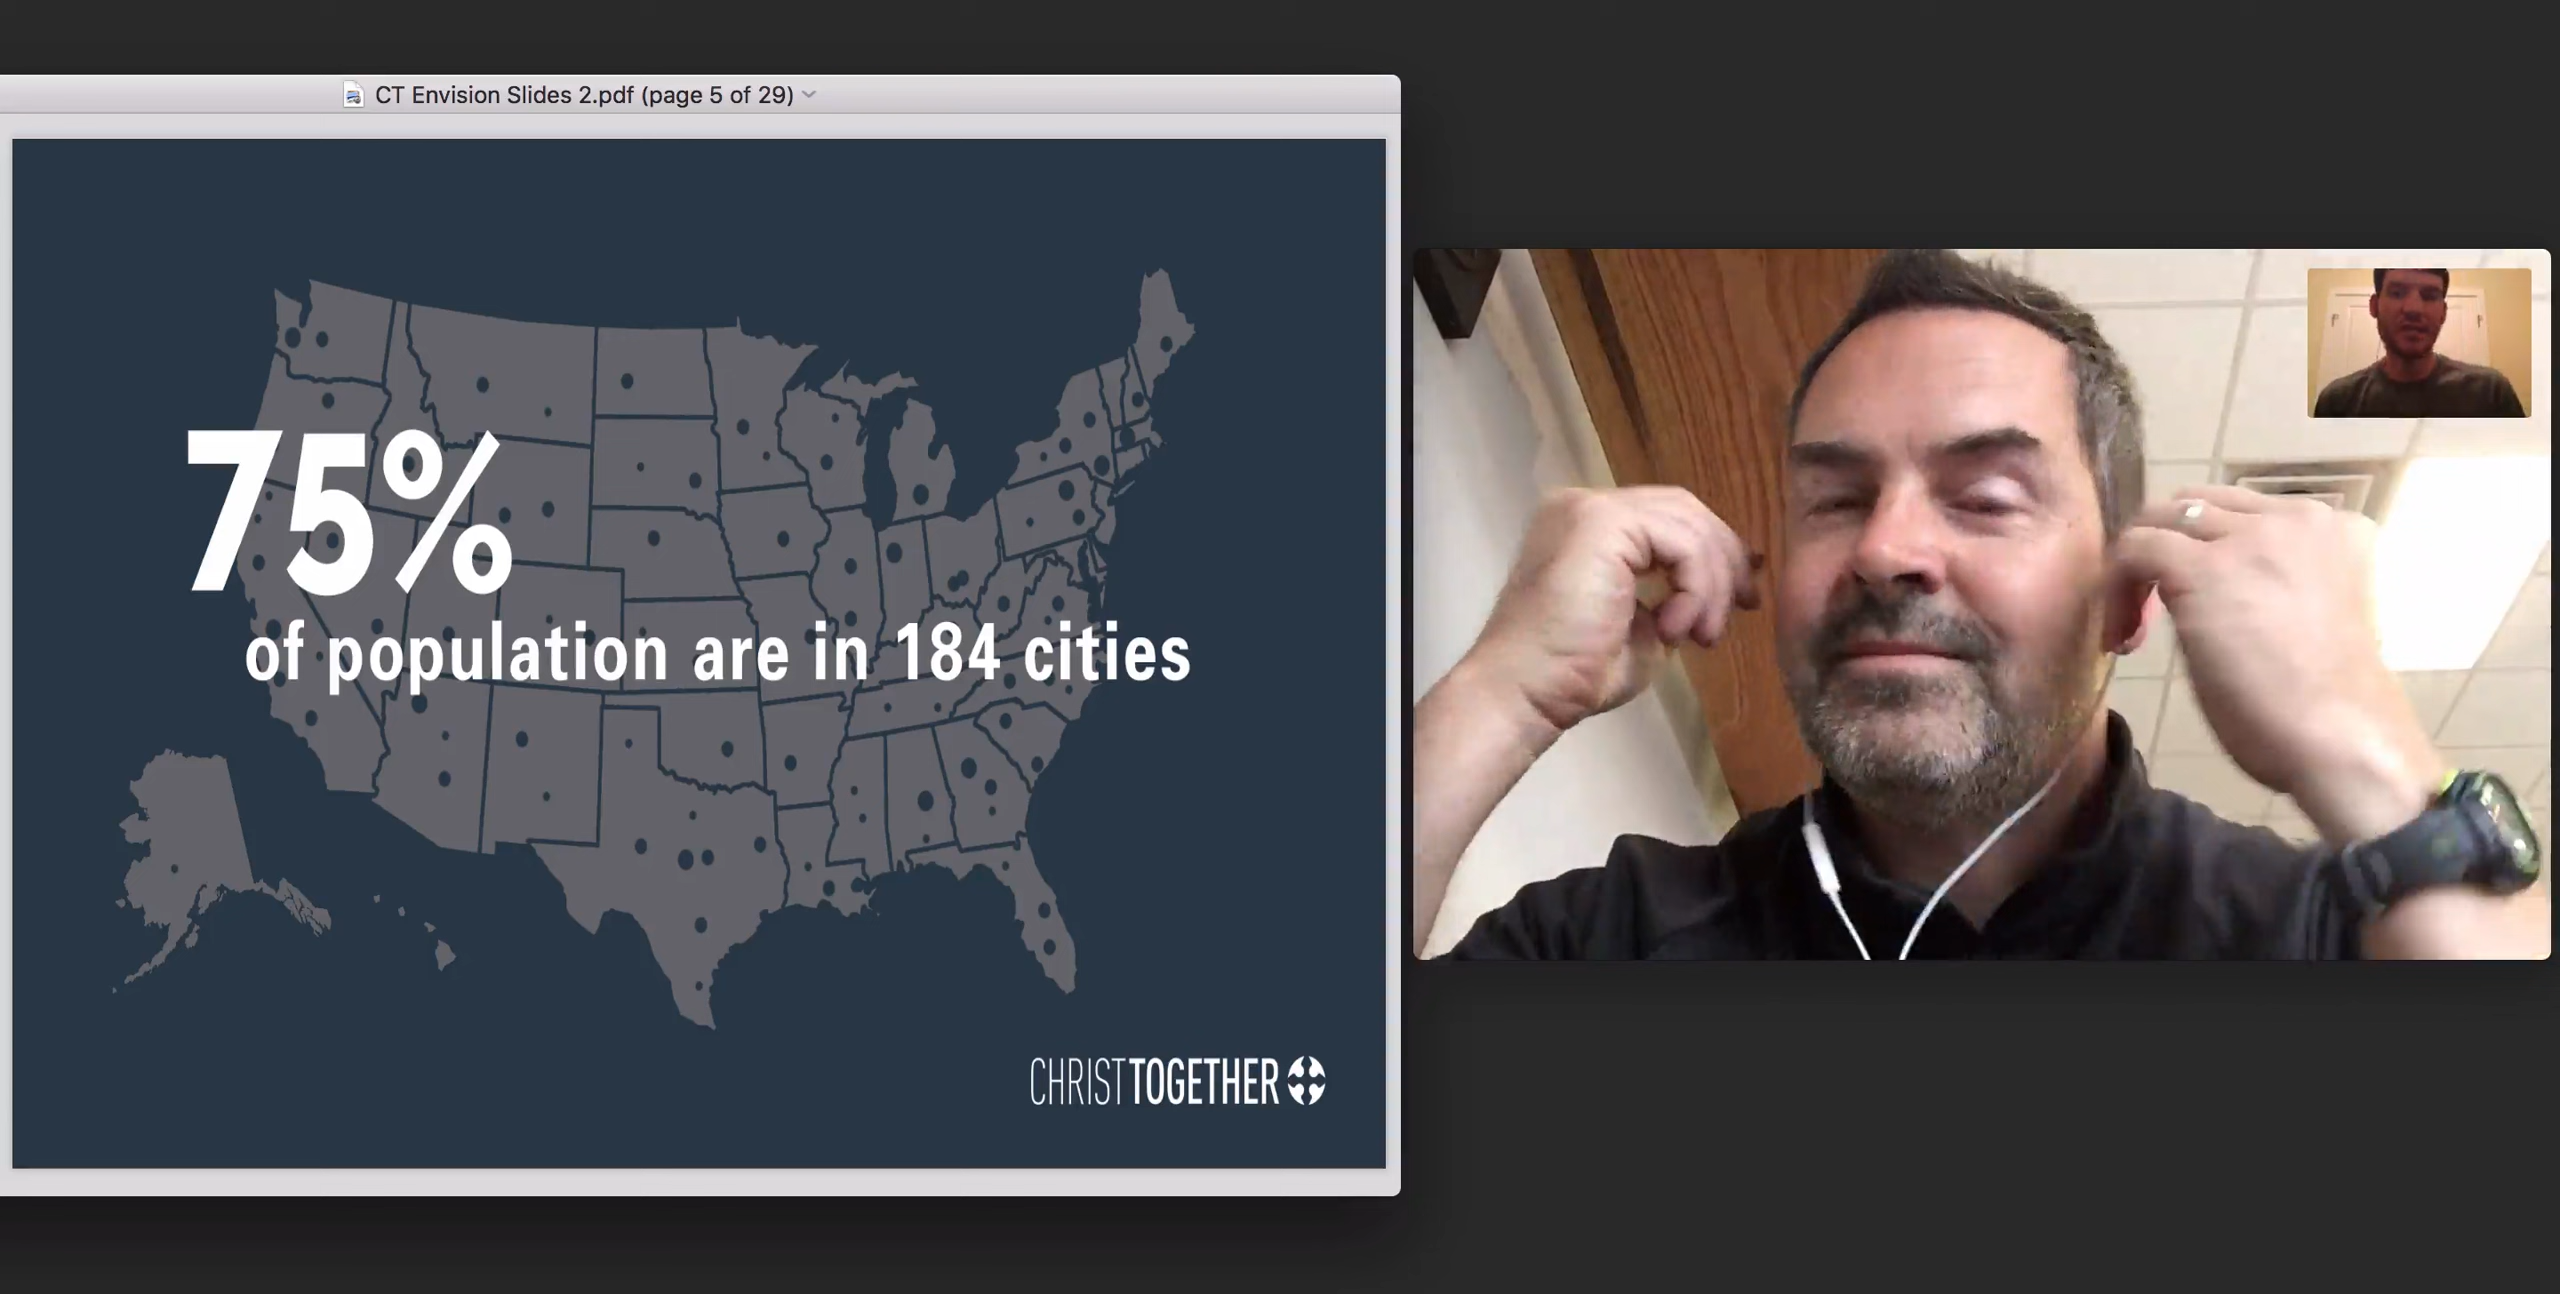 CT Envision Slides 2.pdf (page 5 of 29)
75%
of population are in 184 cities
CHRISTTOGETHER